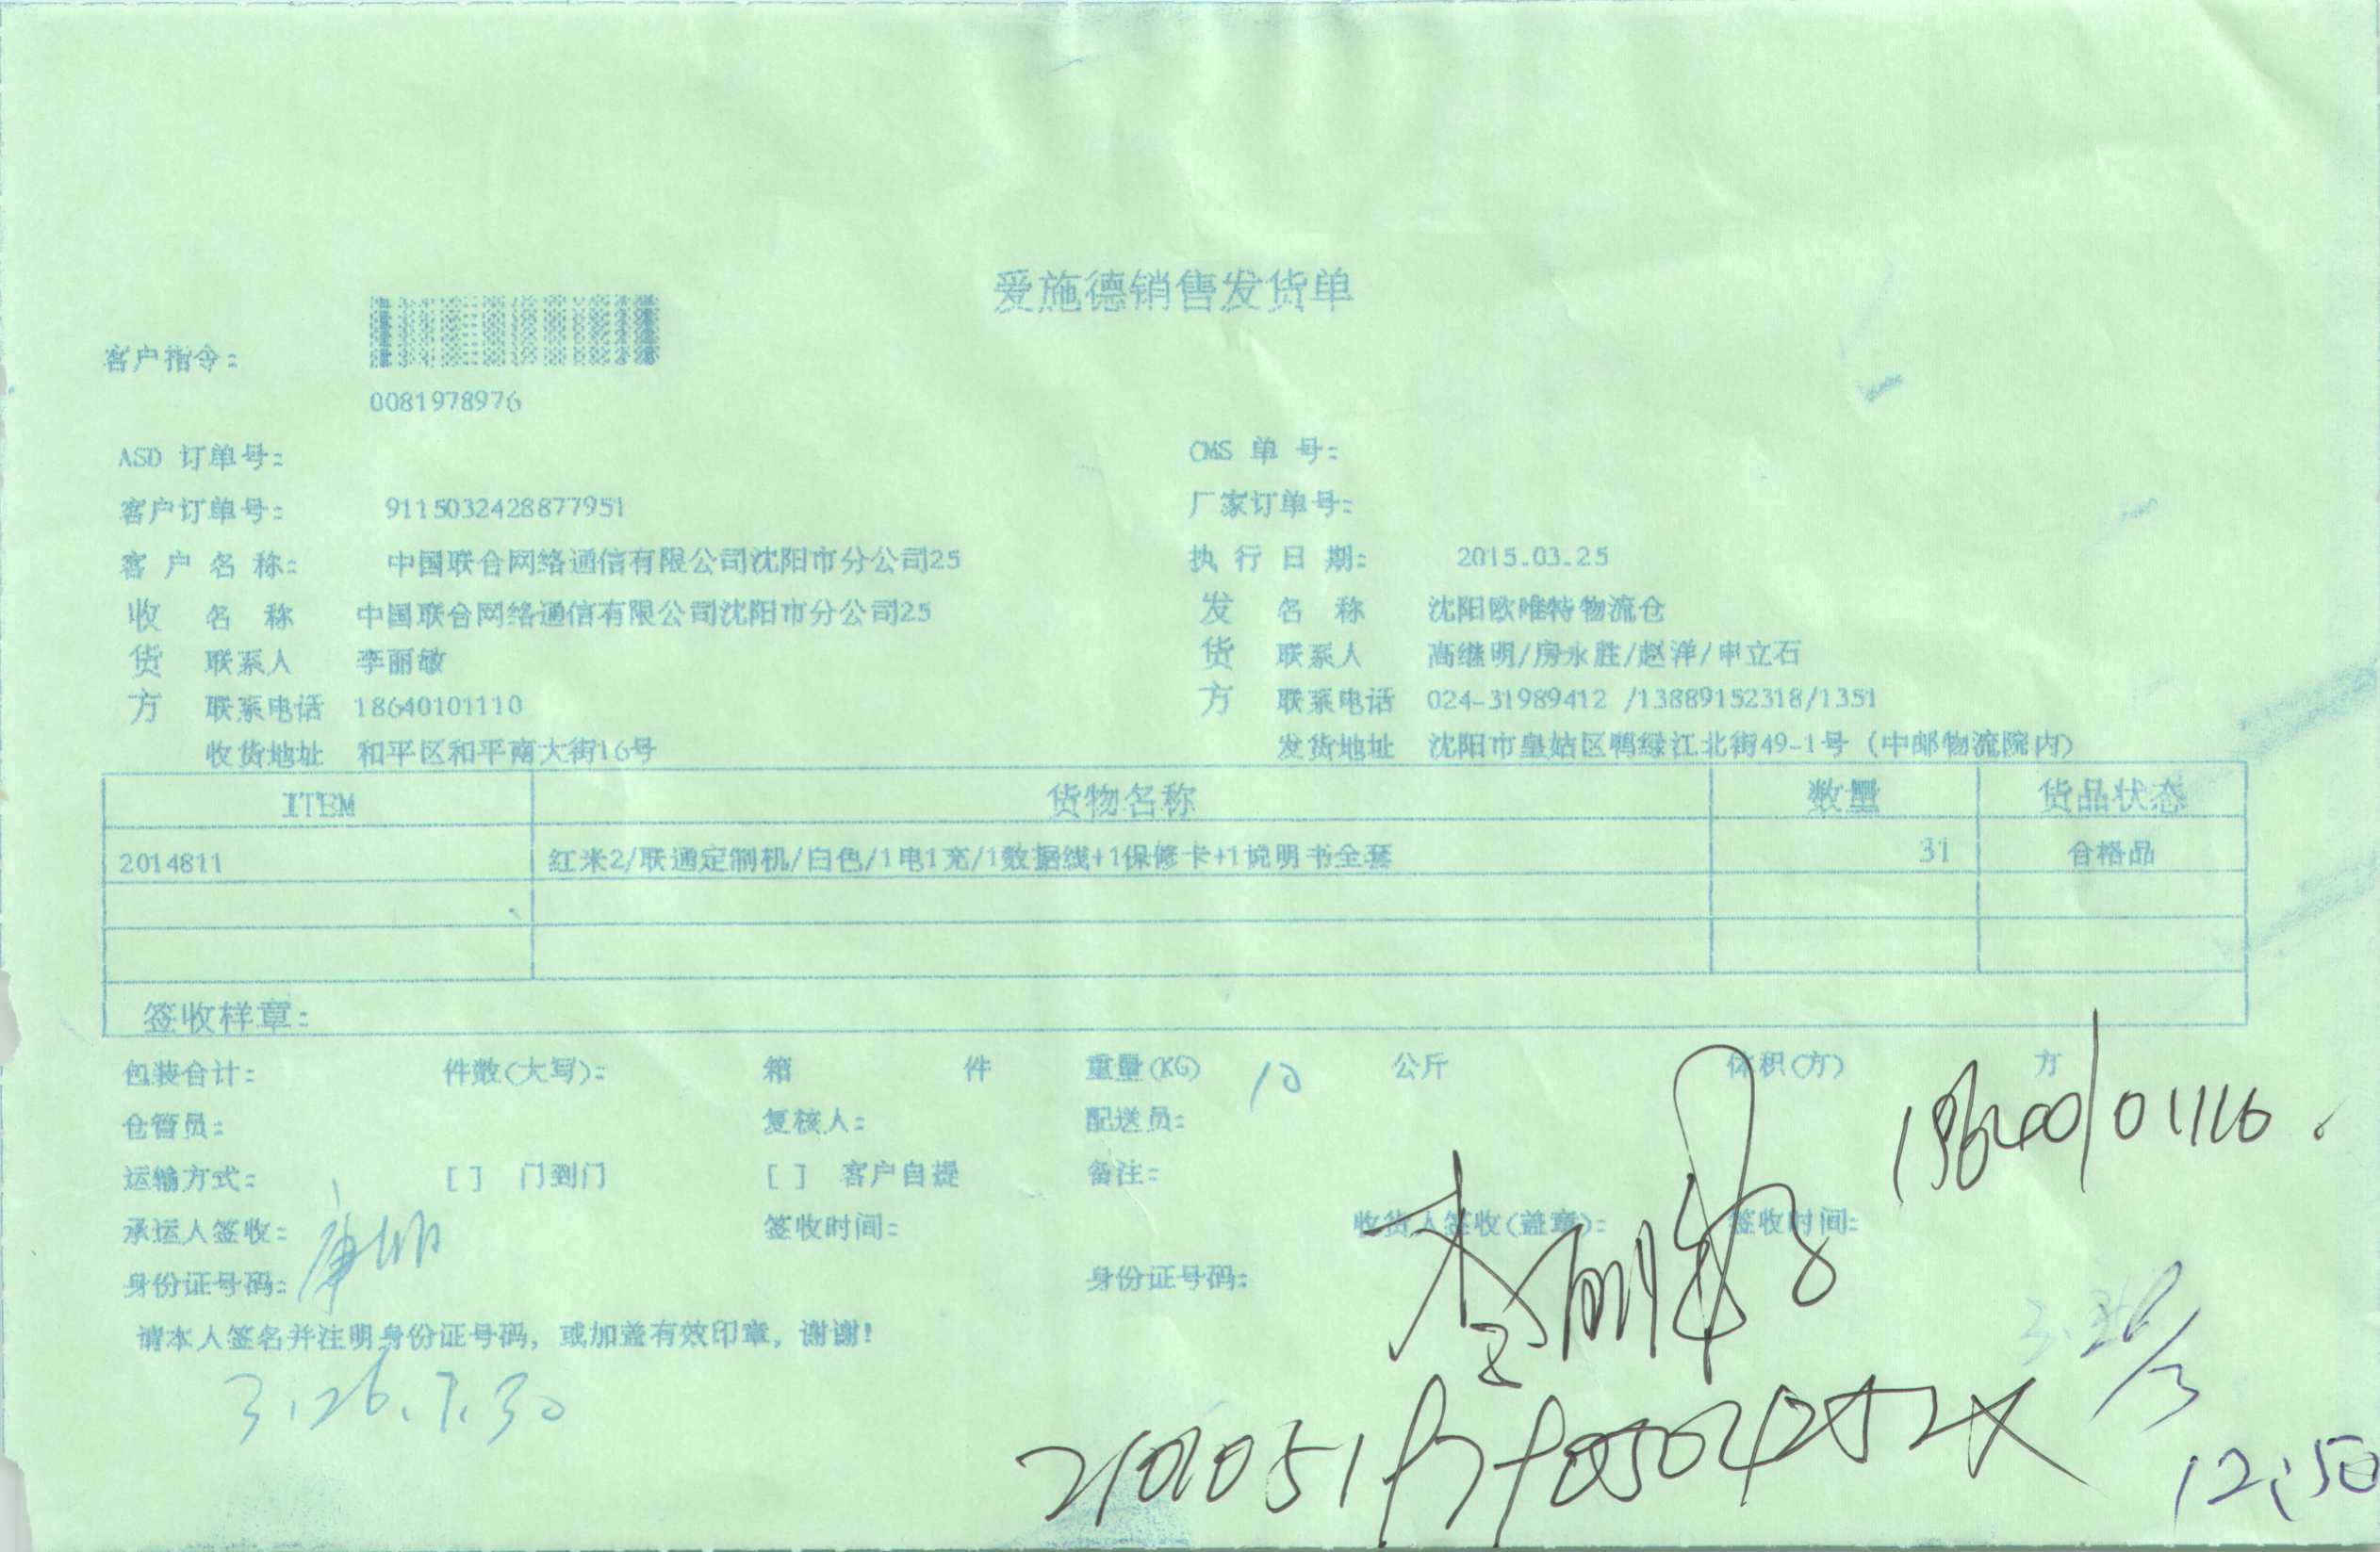 爱施德销售发货单
客户指令:
0081978976
ASD 订单号:
CMS 单 号:
客户订单号: 9115032428877951
厂家订单号:
客 户 名 称: 中国联合网络通信有限公司沈阳市分公司25
执 行 日 期: 2015.03.25
收 名 称 中国联合网络通信有限公司沈阳市分公司25
发 名 称 沈阳欧唯特物流仓
货 联系人 李丽敏
货 联系人 高继明/房永胜/赵洋/申立石
方 联系电话 18640101110
方 联系电话 024-31989412 /13889152318/1351
收货地址 和平区和平南大街16号
发货地址 沈阳市皇姑区鸭绿江北街49-1号 (中邮物流院内)
ITEM 货物名称 数量 货品状态
2014811 红米2/联通定制机/白色/1电1充/1数据线+1保修卡+1说明书全套 31 合格品
签收样章:
包装合计: 件数(大写): 箱 件 重量(KG) 10 公斤 体积(方) 方
仓管员: 复核人: 配送员:
运输方式: [ ] 门到门 [ ] 客户自提 备注:
承运人签收: 签收时间: 收货人签收(盖章): 签收时间:
身份证号码: 身份证号码:
请本人签名并注明身份证号码, 或加盖有效印章, 谢谢!
3.26.7.30
12:50